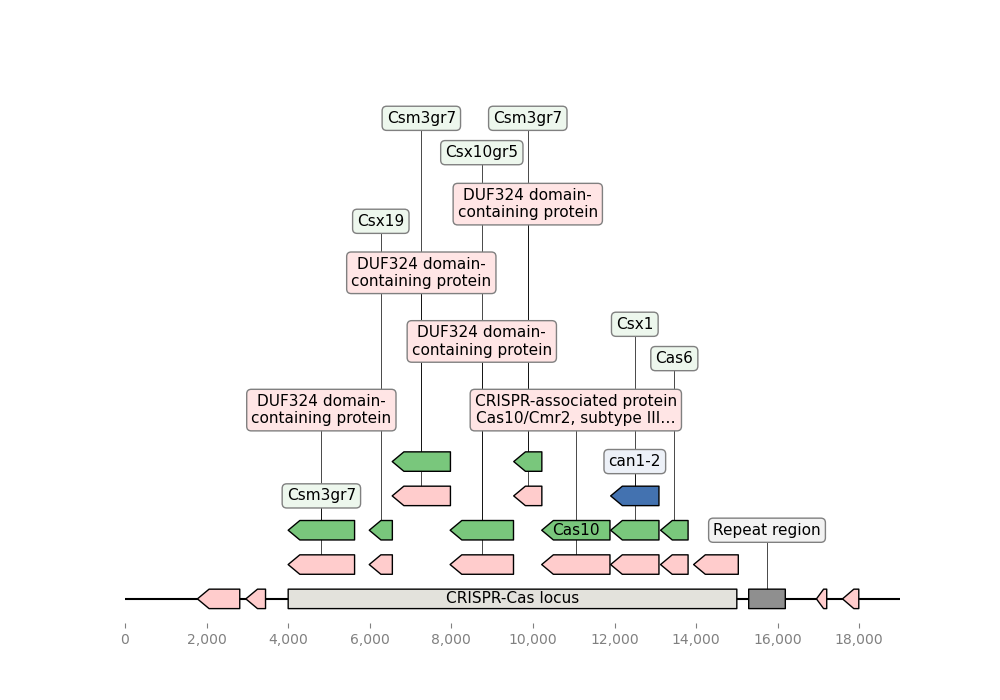 Csm3gr7
Csm3gr7
Csx10gr5
DUF324 domain-
containing protein
Csx19
DUF324 domain-
containing protein
Csx1
DUF324 domain-
containing protein
Cas6
DUF324 domain-
containing protein
CRISPR-associated protein
Cas10/Cmr2, subtype III...
can1-2
Csm3gr7
Cas10
Repeat region
CRISPR-Cas locus
0
2,000
4,000
6,000
8,000
10,000
12,000
14,000
16,000
18,000